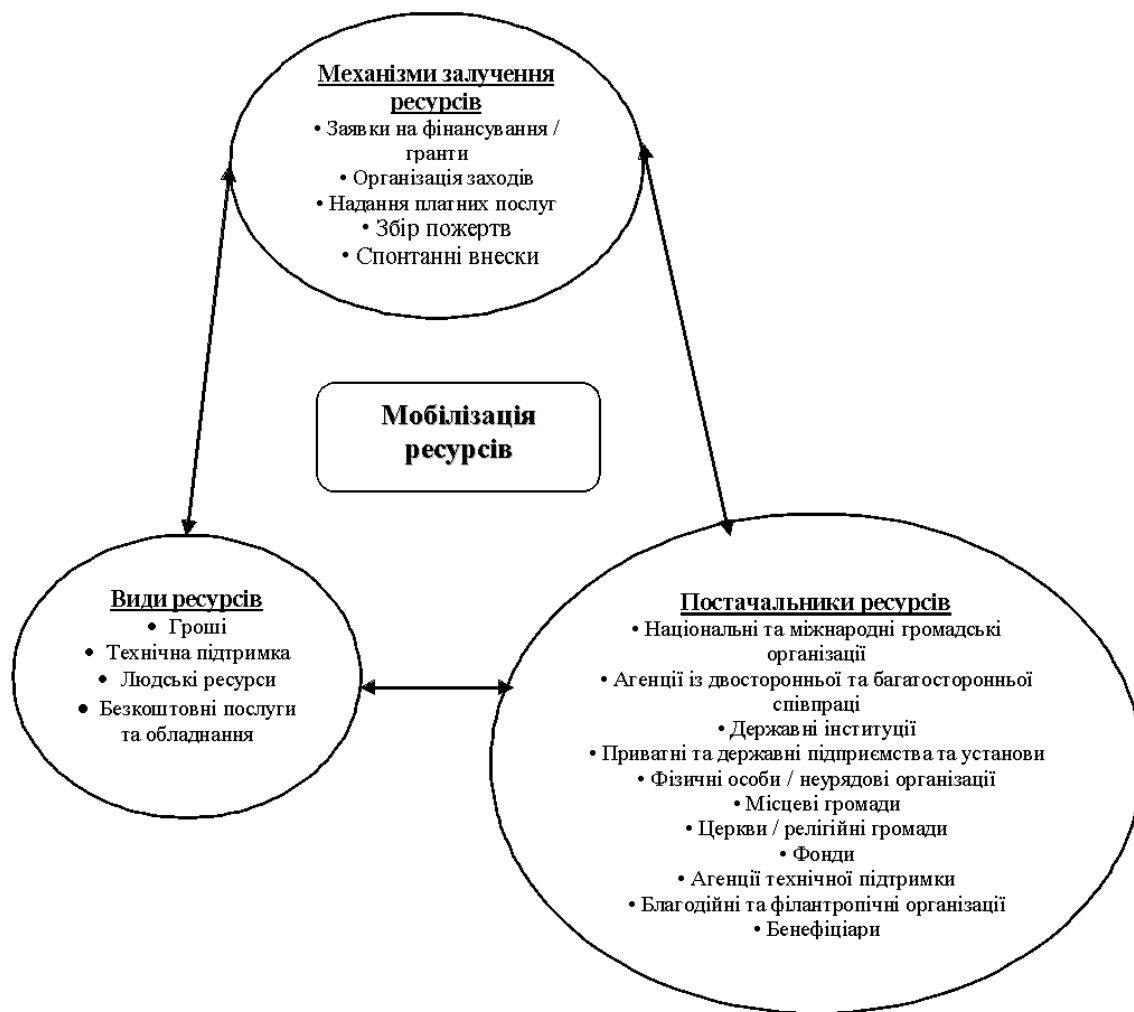 Механізми залучення
ресурсів
• Заявки на фінансування /
гранти
• Організація заходів
• Надання платних послуг
• Збір пожертв
• Спонтанні внески
Мобілізація
ресурсів
Види ресурсів
• Гроші
• Технічна підтримка
• Людські ресурси
• Безкоштовні послуги
та обладнання
Постачальники ресурсів
• Національні та міжнародні громадські
організації
• Агенції із двосторонньої та багатосторонньої
співпраці
• Державні інституції
• Приватні та державні підприємства та установи
• Фізичні особи / неурядові організації
• Місцеві громади
• Церкви / релігійні громади
• Фонди
• Агенції технічної підтримки
• Благодійні та філантропічні організації
• Бенефіціари